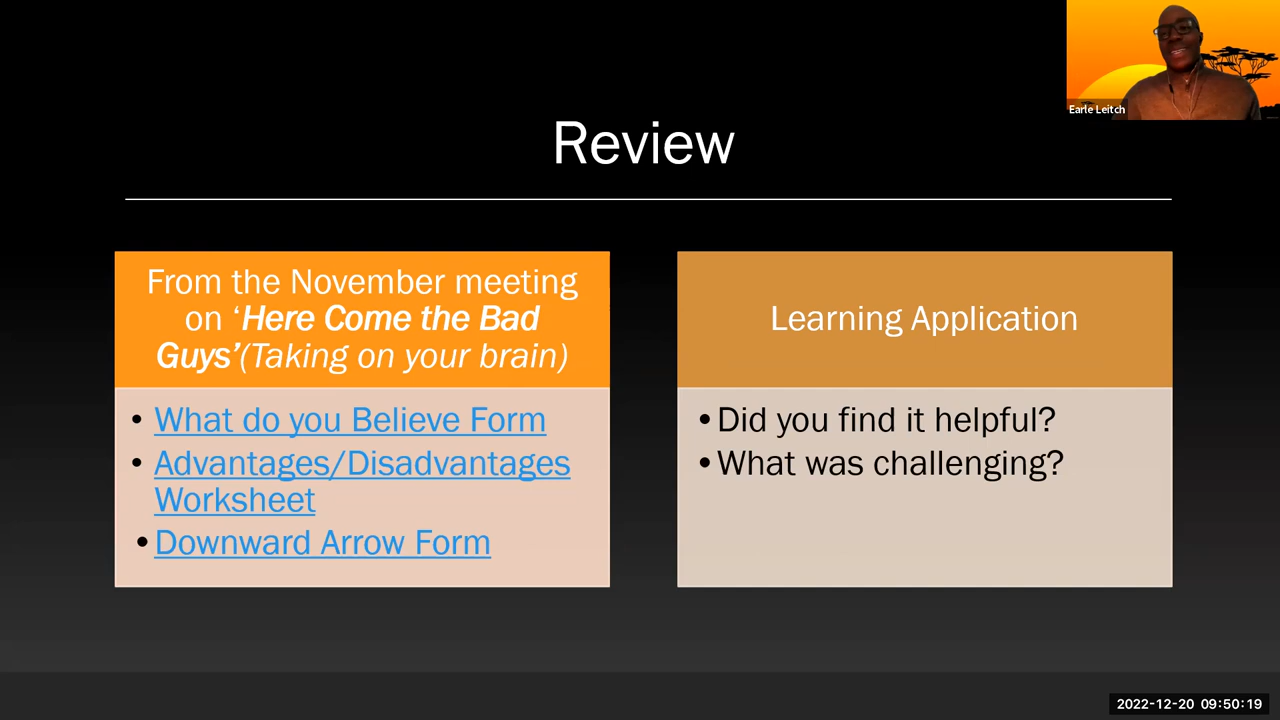 Earle Leitch
Review
From the November meeting
on ‘Here Come the Bad
Guys’(Taking on your brain)
• What do you Believe Form
• Advantages/Disadvantages
Worksheet
• Downward Arrow Form
Learning Application
• Did you find it helpful?
• What was challenging?
2022-12-20 09:50:19